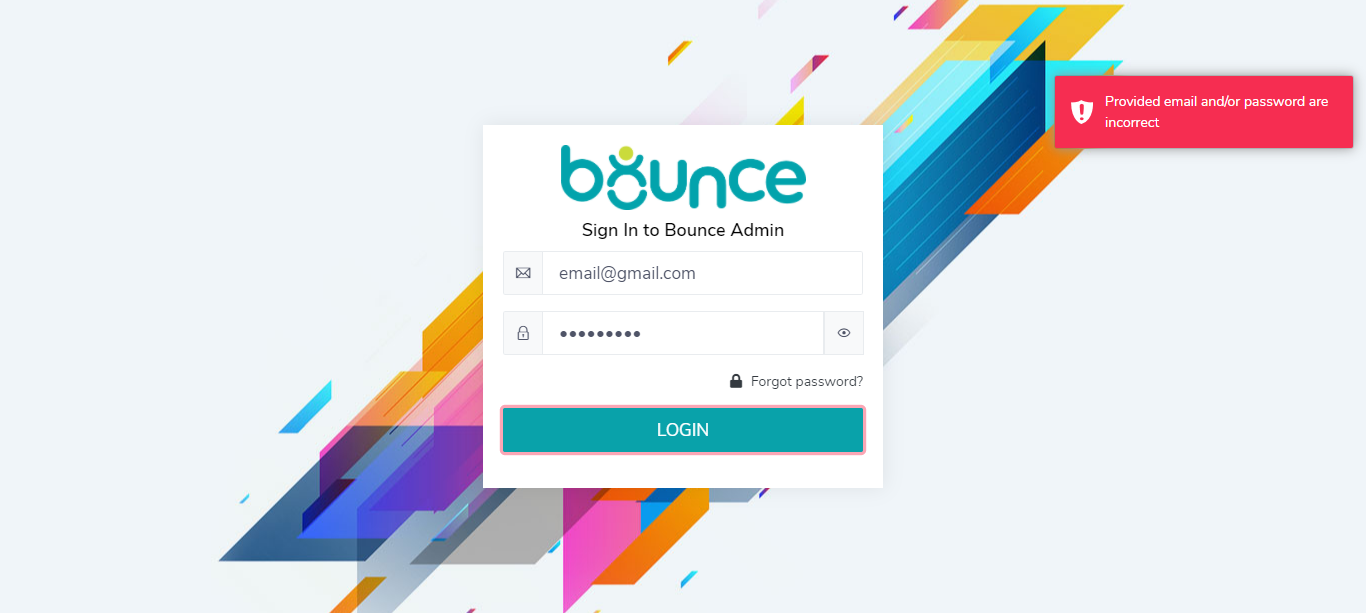 bounce
Provided email and/or password are
incorrect
Sign In to Bounce Admin
email@gmail.com
•••••••••
Forgot password?
LOGIN